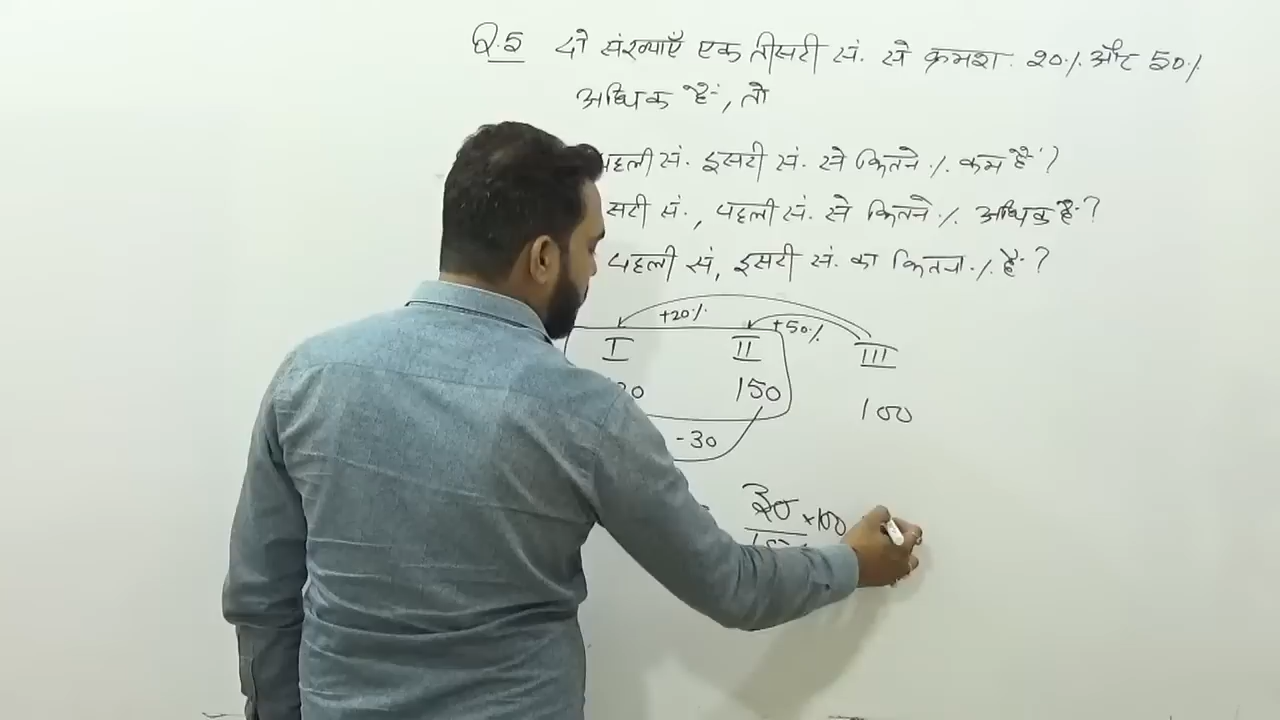 Q.5 दो संख्याएँ एक तीसरी सं. से क्रमशः 20% और 50%
अधिक हैं, तो
पहली सं. दूसरी सं. से कितने % कम है?
सरी सं., पहली सं. से कितने % अधिक है?
पहली सं, दूसरी सं. का कितना % है?
+20% +50%
I II III
20 150 100
-30
30 ×100